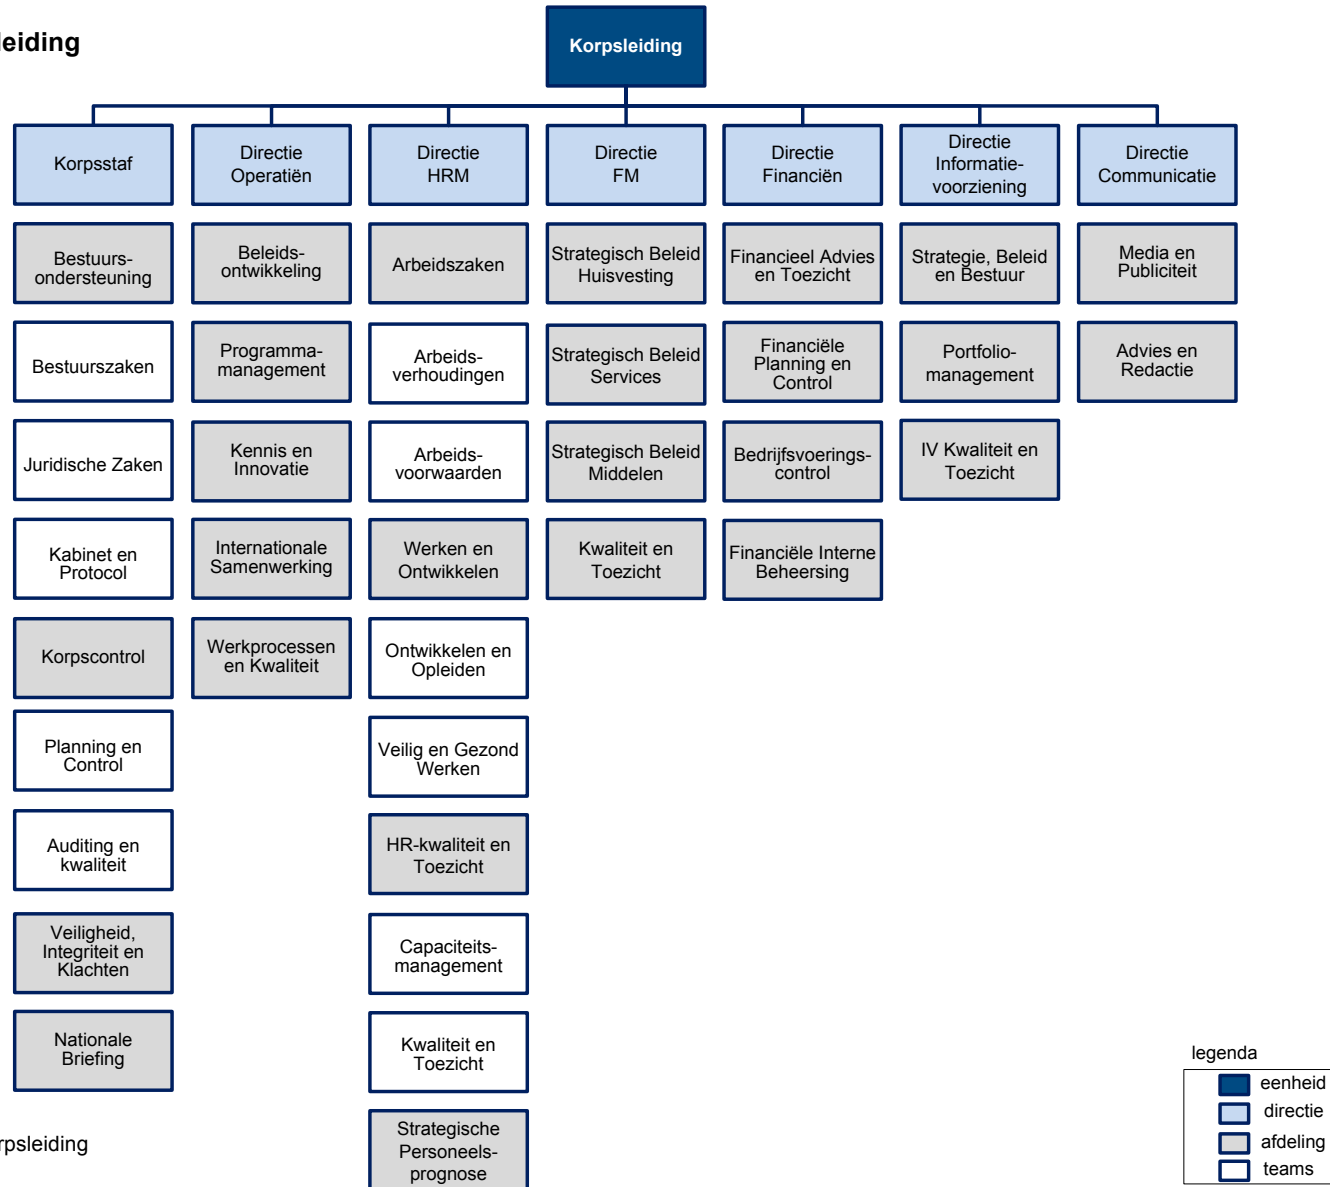 leiding
Korpsleiding
Korpsstaf
Directie
Operatiën
Directie
HRM
Directie
FM
Directie
Financiën
Directie
Informatie-
voorziening
Directie
Communicatie
Bestuurs-
ondersteuning
Beleids-
ontwikkeling
Arbeidszaken
Strategisch Beleid
Huisvesting
Financieel Advies
en Toezicht
Strategie, Beleid
en Bestuur
Media en
Publiciteit
Bestuurszaken
Programma-
management
Arbeids-
verhoudingen
Strategisch Beleid
Services
Financiële
Planning en
Control
Portfolio-
management
Advies en
Redactie
Juridische Zaken
Kennis en
Innovatie
Arbeids-
voorwaarden
Strategisch Beleid
Middelen
Bedrijfsvoerings-
control
IV Kwaliteit en
Toezicht
Kabinet en
Protocol
Internationale
Samenwerking
Werken en
Ontwikkelen
Kwaliteit en
Toezicht
Financiële Interne
Beheersing
Korpscontrol
Werkprocessen
en Kwaliteit
Ontwikkelen en
Opleiden
Planning en
Control
Veilig en Gezond
Werken
Auditing en
kwaliteit
HR-kwaliteit en
Toezicht
Veiligheid,
Integriteit en
Klachten
Capaciteits-
management
Nationale
Briefing
Kwaliteit en
Toezicht
Strategische
Personeels-
prognose
rpsleiding
legenda
eenheid
directie
afdeling
teams